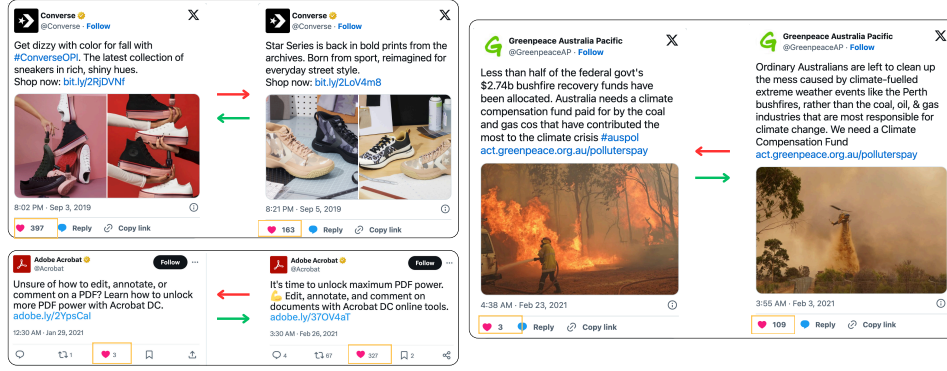 Converse
@Converse · Follow
Get dizzy with color for fall with
#ConverseOPI. The latest collection of
sneakers in rich, shiny hues.
Shop now: bit.ly/2RjDVNf
8:02 PM · Sep 3, 2019
397 Reply Copy link
Converse
@Converse · Follow
Star Series is back in bold prints from the
archives. Born from sport, reimagined for
everyday street style.
Shop now: bit.ly/2LoV4m8
8:21 PM · Sep 5, 2019
163 Reply Copy link
Adobe Acrobat
@Acrobat
Follow
Unsure of how to edit, annotate, or
comment on a PDF? Learn how to unlock
more PDF power with Acrobat DC.
adobe.ly/2YpsCal
12:30 AM · Jan 29, 2021
1 3
Adobe Acrobat
@Acrobat
Follow
It's time to unlock maximum PDF power.
💪 Edit, annotate, and comment on
documents with Acrobat DC online tools.
adobe.ly/37OV4aT
3:30 AM · Feb 26, 2021
4 67 327 2
Greenpeace Australia Pacific
@GreenpeaceAP · Follow
Less than half of the federal govt's
$2.74b bushfire recovery funds have
been allocated. Australia needs a climate
compensation fund paid for by the coal
and gas cos that have contributed the
most to the climate crisis #auspol
act.greenpeace.org.au/polluterspay
4:38 AM · Feb 23, 2021
3 Reply Copy link
Greenpeace Australia Pacific
@GreenpeaceAP · Follow
Ordinary Australians are left to clean up
the mess caused by climate-fuelled
extreme weather events like the Perth
bushfires, rather than the coal, oil, & gas
industries that are most responsible for
climate change. We need a Climate
Compensation Fund
act.greenpeace.org.au/polluterspay
3:55 AM · Feb 3, 2021
109 Reply Copy link